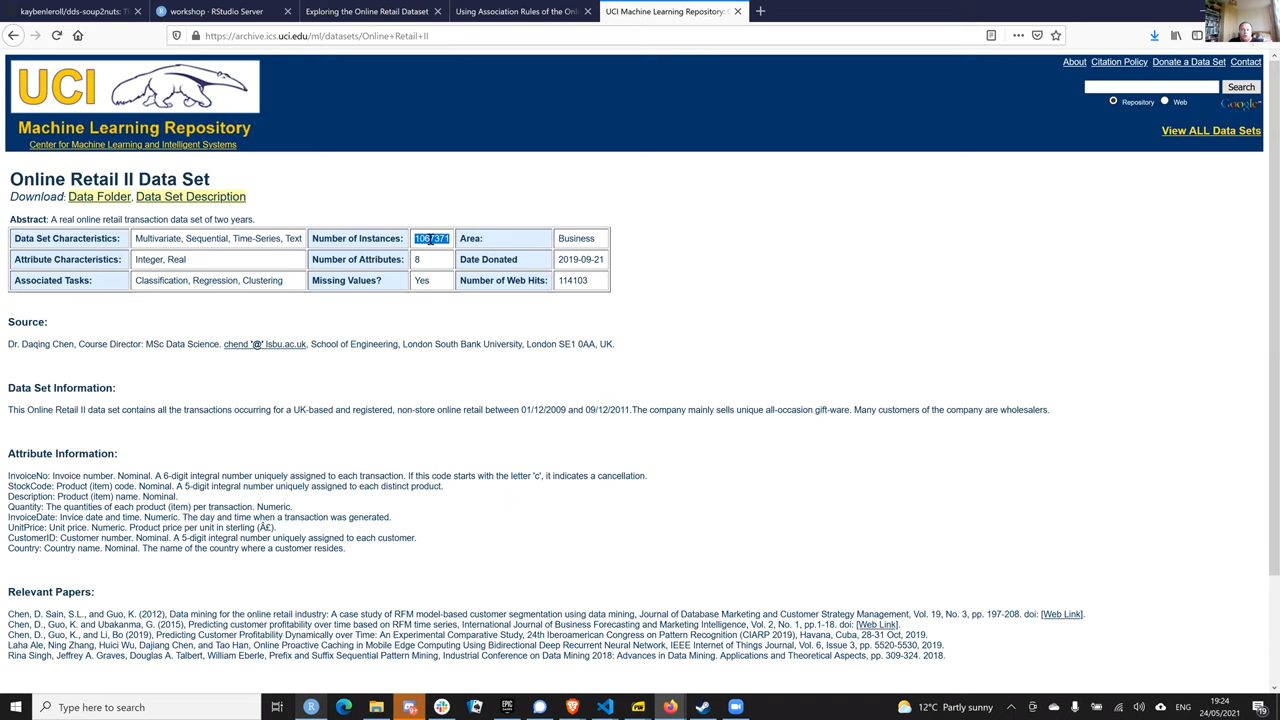 kaybenleroll/dds-soup2nuts: T
workshop · RStudio Server
Exploring the Online Retail Dataset
Using Association Rules of the Onl
UCI Machine Learning Repository: O
https://archive.ics.uci.edu/ml/datasets/Online+Retail+II
UCI
Machine Learning Repository
Center for Machine Learning and Intelligent Systems
About Citation Policy Donate a Data Set Contact
Search
Repository Web Google
View ALL Data Sets
Online Retail II Data Set
Download: Data Folder, Data Set Description
Abstract: A real online retail transaction data set of two years.
Data Set Characteristics: Multivariate, Sequential, Time-Series, Text Number of Instances: 1067371 Area: Business
Attribute Characteristics: Integer, Real Number of Attributes: 8 Date Donated 2019-09-21
Associated Tasks: Classification, Regression, Clustering Missing Values? Yes Number of Web Hits: 114103
Source:
Dr. Daqing Chen, Course Director: MSc Data Science. chend '@' lsbu.ac.uk, School of Engineering, London South Bank University, London SE1 0AA, UK.
Data Set Information:
This Online Retail II data set contains all the transactions occurring for a UK-based and registered, non-store online retail between 01/12/2009 and 09/12/2011.The company mainly sells unique all-occasion gift-ware. Many customers of the company are wholesalers.
Attribute Information:
InvoiceNo: Invoice number. Nominal. A 6-digit integral number uniquely assigned to each transaction. If this code starts with the letter 'c', it indicates a cancellation.
StockCode: Product (item) code. Nominal. A 5-digit integral number uniquely assigned to each distinct product.
Description: Product (item) name. Nominal.
Quantity: The quantities of each product (item) per transaction. Numeric.
InvoiceDate: Invice date and time. Numeric. The day and time when a transaction was generated.
UnitPrice: Unit price. Numeric. Product price per unit in sterling (Â£).
CustomerID: Customer number. Nominal. A 5-digit integral number uniquely assigned to each customer.
Country: Country name. Nominal. The name of the country where a customer resides.
Relevant Papers:
Chen, D. Sain, S.L., and Guo, K. (2012), Data mining for the online retail industry: A case study of RFM model-based customer segmentation using data mining, Journal of Database Marketing and Customer Strategy Management, Vol. 19, No. 3, pp. 197-208. doi: [Web Link].
Chen, D., Guo, K. and Ubakanma, G. (2015), Predicting customer profitability over time based on RFM time series, International Journal of Business Forecasting and Marketing Intelligence, Vol. 2, No. 1, pp.1-18. doi: [Web Link].
Chen, D., Guo, K., and Li, Bo (2019), Predicting Customer Profitability Dynamically over Time: An Experimental Comparative Study, 24th Iberoamerican Congress on Pattern Recognition (CIARP 2019), Havana, Cuba, 28-31 Oct, 2019.
Laha Ale, Ning Zhang, Huici Wu, Dajiang Chen, and Tao Han, Online Proactive Caching in Mobile Edge Computing Using Bidirectional Deep Recurrent Neural Network, IEEE Internet of Things Journal, Vol. 6, Issue 3, pp. 5520-5530, 2019.
Rina Singh, Jeffrey A. Graves, Douglas A. Talbert, William Eberle, Prefix and Suffix Sequential Pattern Mining, Industrial Conference on Data Mining 2018: Advances in Data Mining. Applications and Theoretical Aspects, pp. 309-324. 2018.
Type here to search
12°C Partly sunny
ENG
19:24
24/05/2021